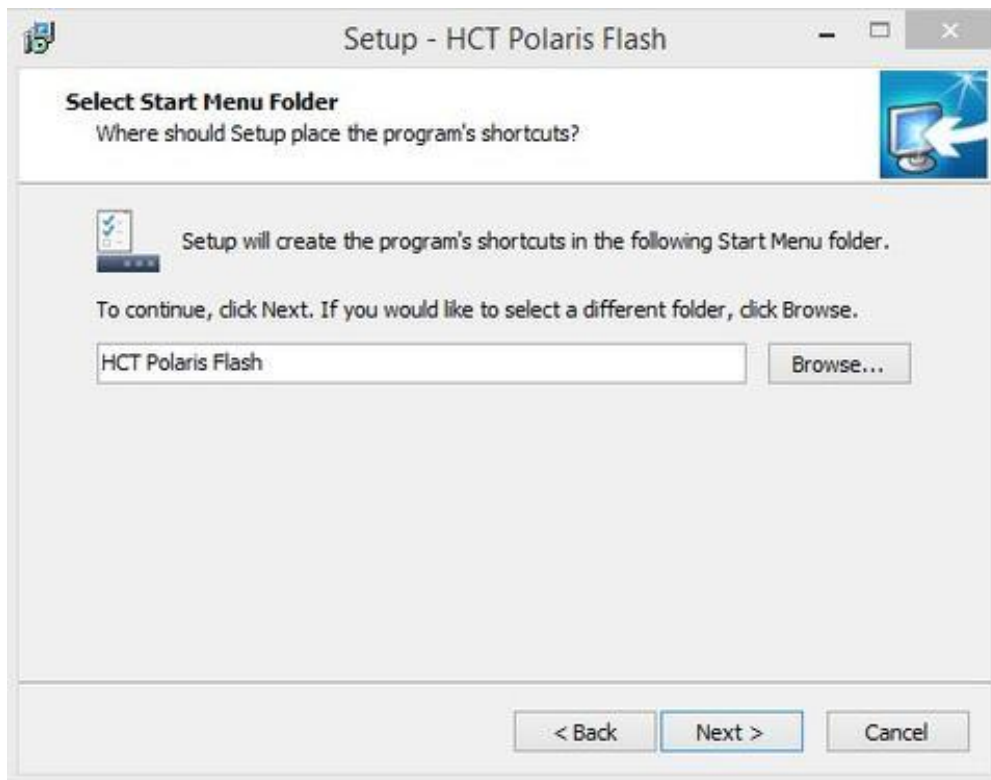 Setup - HCT Polaris Flash
Select Start Menu Folder
Where should Setup place the program's shortcuts?
Setup will create the program's shortcuts in the following Start Menu folder.
To continue, click Next. If you would like to select a different folder, click Browse.
HCT Polaris Flash
Browse...
< Back
Next >
Cancel